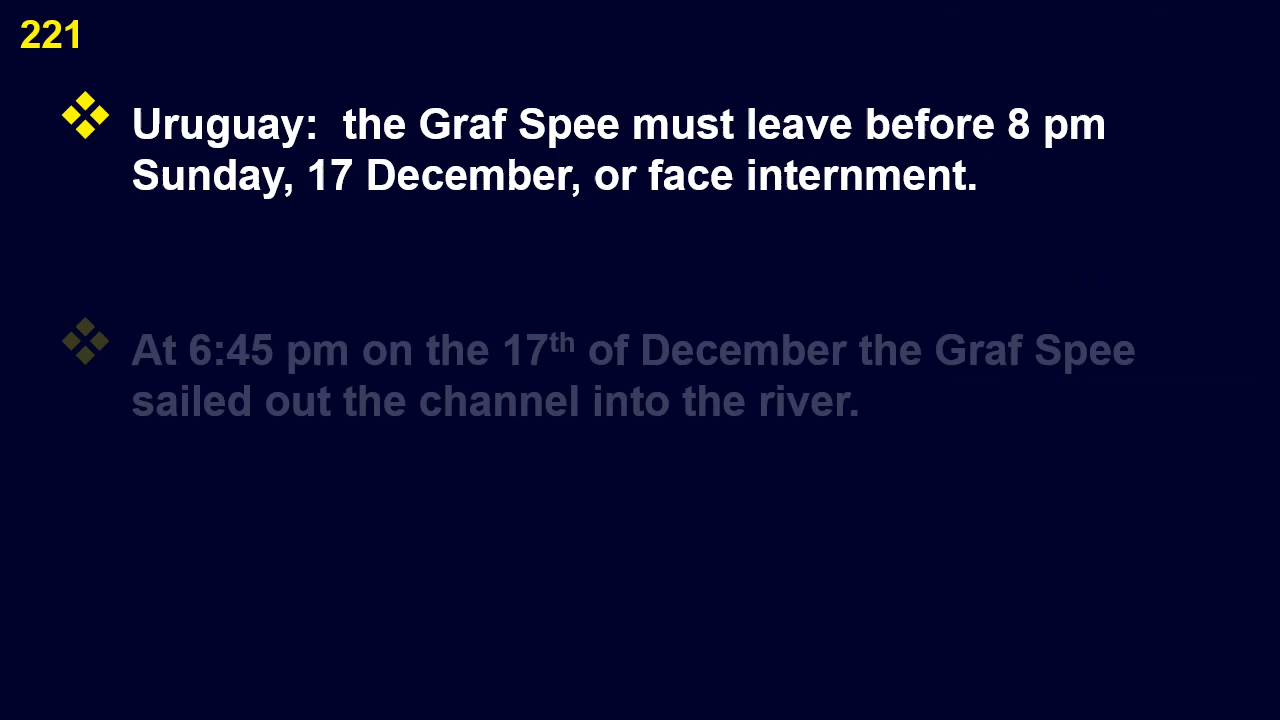 221
Uruguay:  the Graf Spee must leave before 8 pm
Sunday, 17 December, or face internment.
At 6:45 pm on the 17th of December the Graf Spee
sailed out the channel into the river.